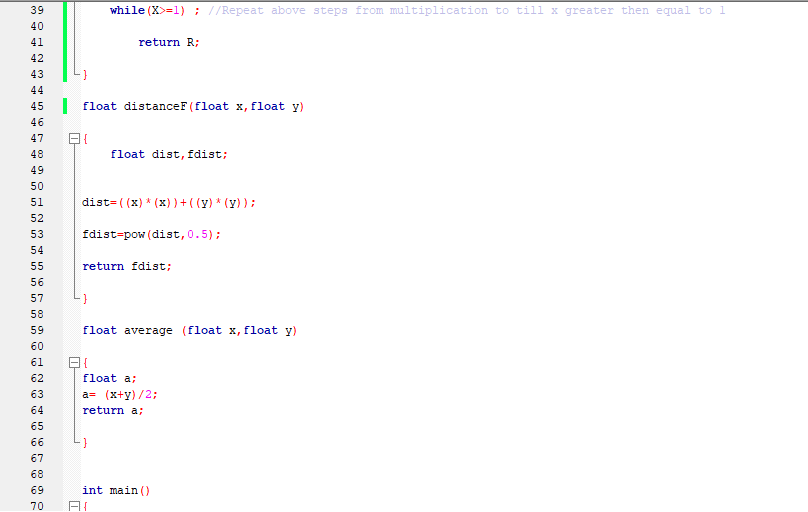 39 while(X>=1) ; //Repeat above steps from multiplication to till x greater then equal to 1
40
41 return R;
42
43 }
44
45 float distanceF(float x,float y)
46
47 {
48 float dist,fdist;
49
50
51 dist=((x)*(x))+((y)*(y));
52
53 fdist=pow(dist,0.5);
54
55 return fdist;
56
57 }
58
59 float average (float x,float y)
60
61 {
62 float a;
63 a= (x+y)/2;
64 return a;
65
66 }
67
68
69 int main()
70 {